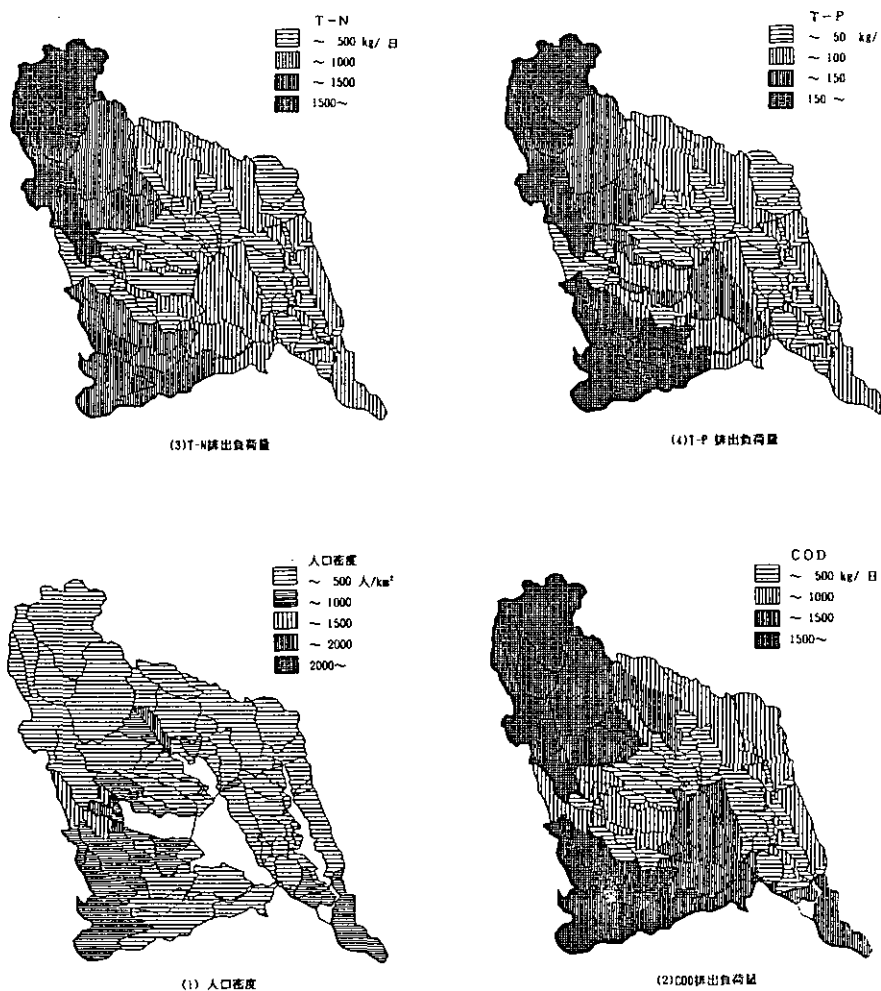 T-N
～ 500 kg/日
～1000
～1500
1500～
(3)T-N排出負荷量
T-P
～ 50 kg/
～100
～150
150 ～
(4)T-P 排出負荷量
人口密度
～ 500 人/km²
～1000
～1500
～ 2000
2000～
(1) 人口密度
COD
～ 500 kg/ 日
～ 1000
～ 1500
1500～
(2)COD排出負荷量